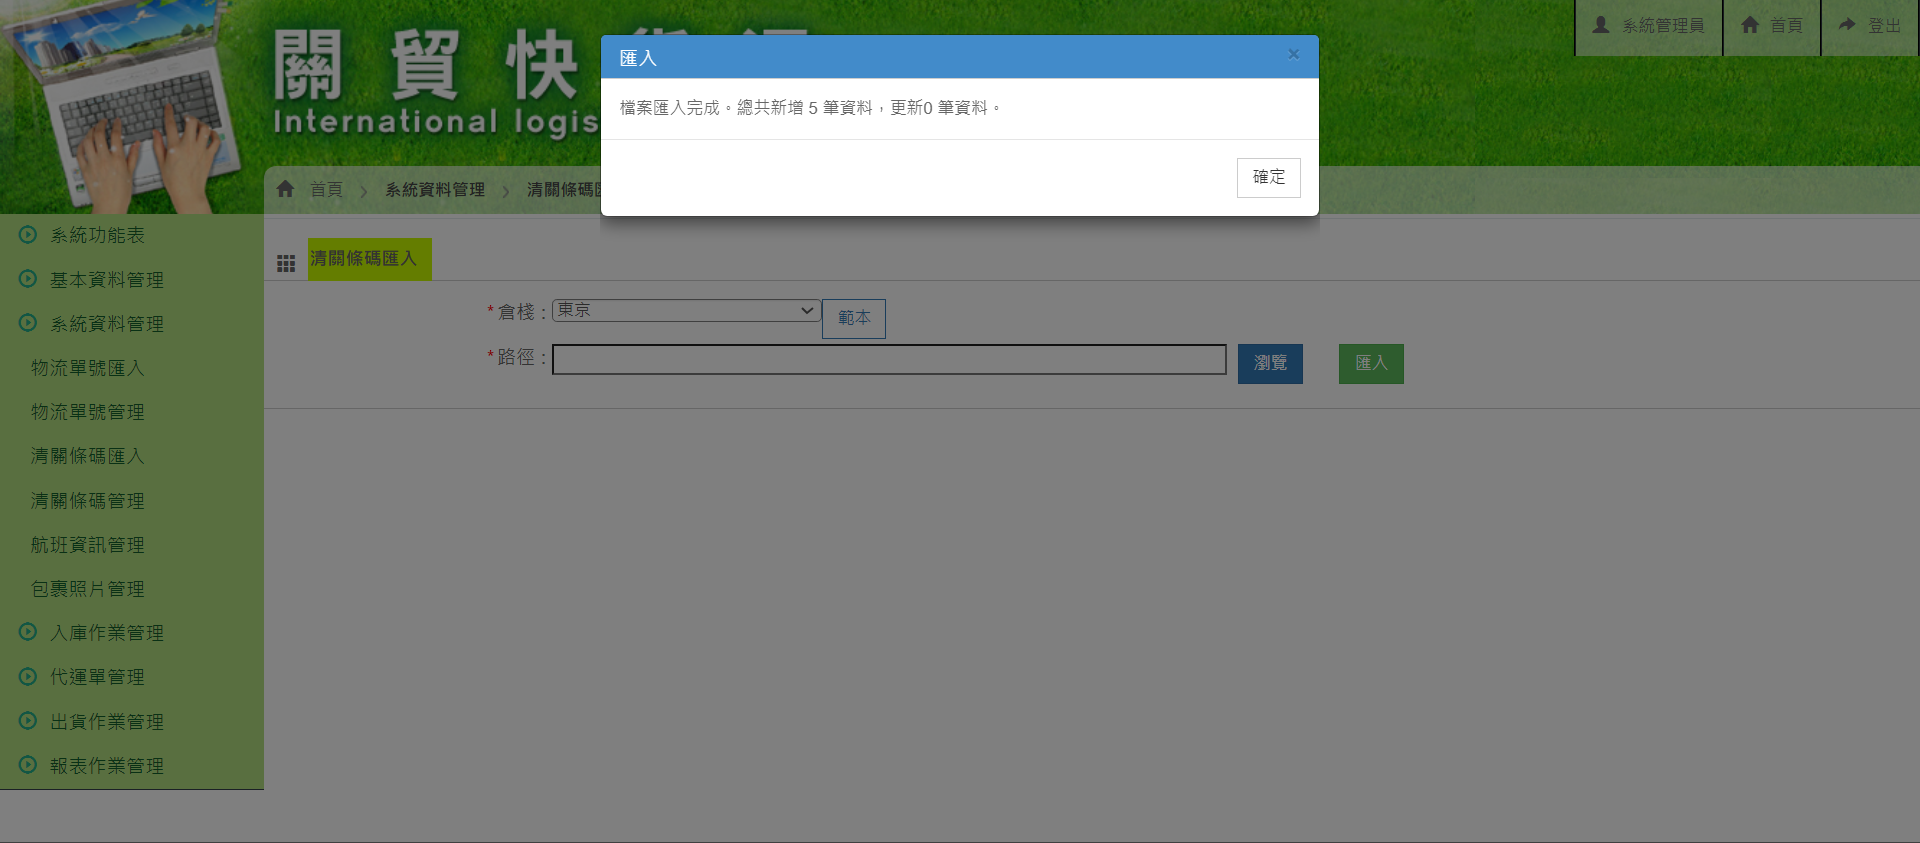 關貿快
International logis
系統管理員
首頁
登出
匯入
×
檔案匯入完成。總共新增 5 筆資料，更新0 筆資料。
確定
首頁 > 系統資料管理 > 清關條碼
系統功能表
基本資料管理
系統資料管理
物流單號匯入
物流單號管理
清關條碼匯入
清關條碼管理
航班資訊管理
包裹照片管理
入庫作業管理
代運單管理
出貨作業管理
報表作業管理
清關條碼匯入
*倉棧： 東京 範本
*路徑： 瀏覽 匯入